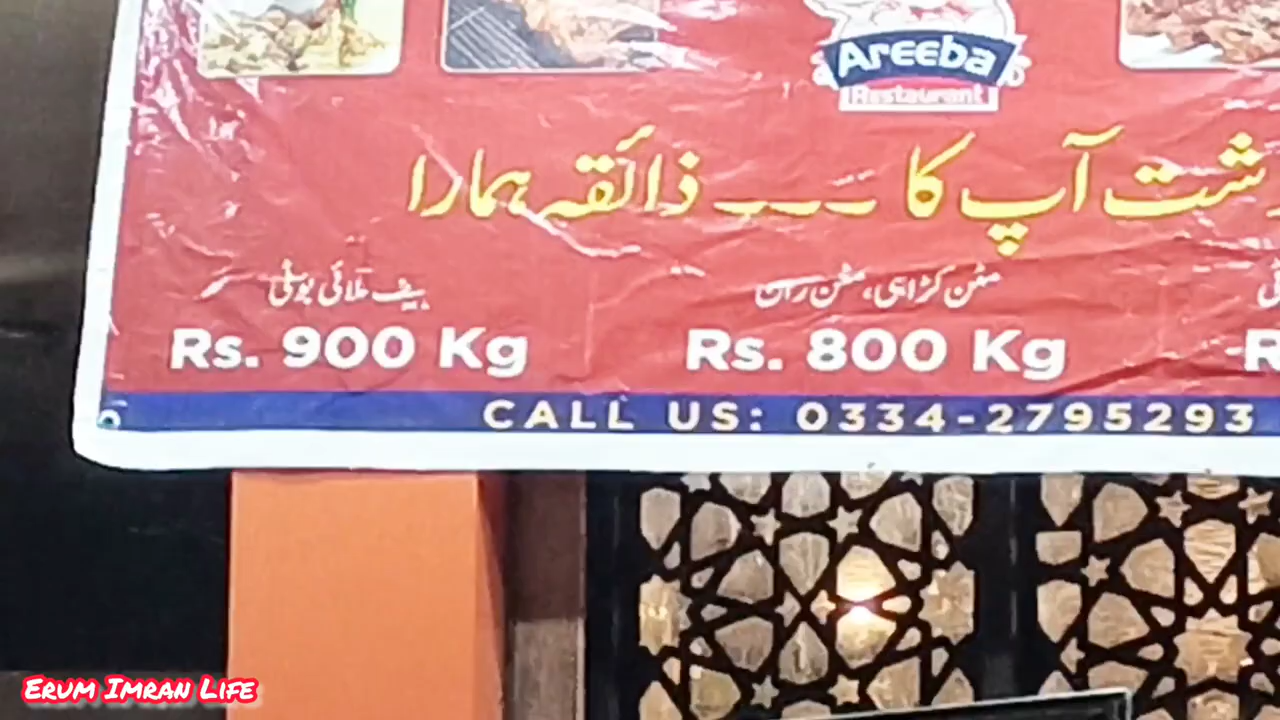 Areeba
Restaurant
گوشت آپ کا ۔۔۔ ذائقہ ہمارا
بیف ملائی بوٹی
مٹن کڑاہی، مٹن ران
Rs. 900 Kg
Rs. 800 Kg
CALL US: 0334-2795293
ERUM IMRAN LIFE